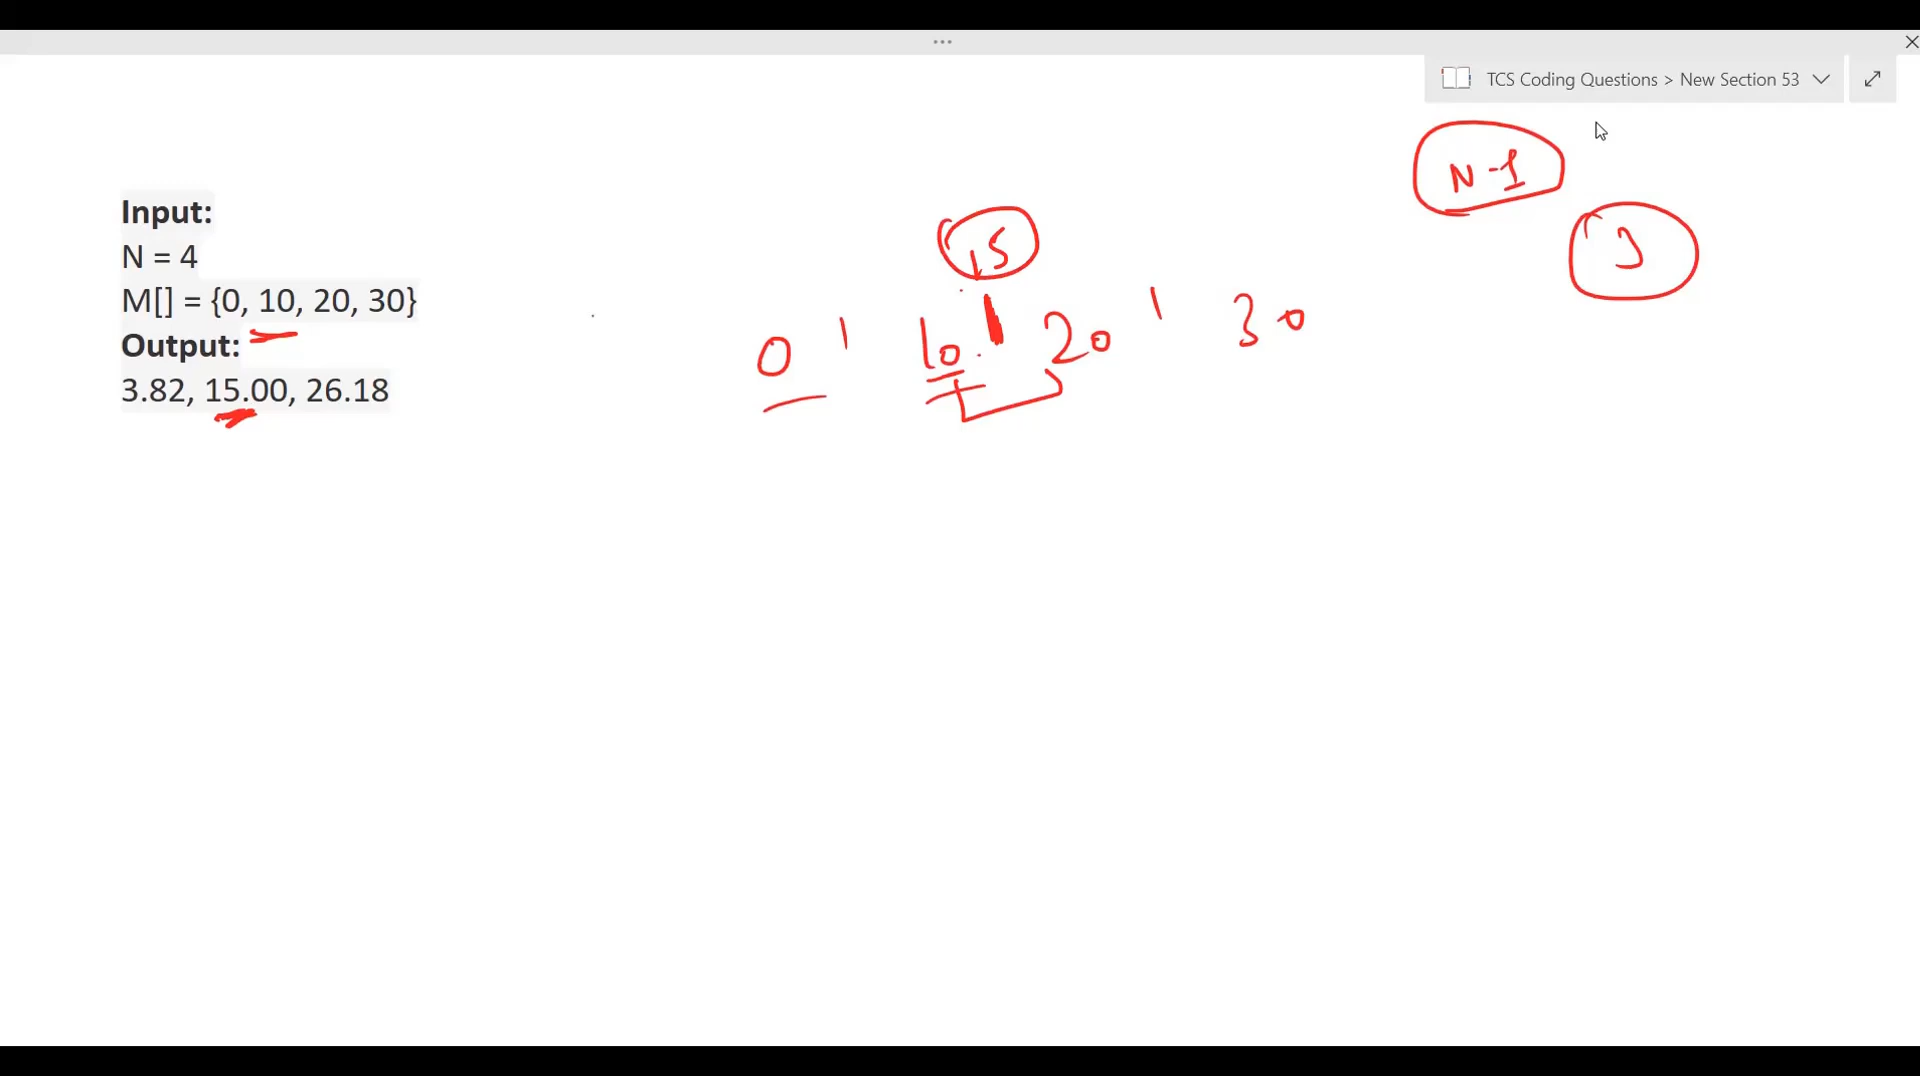 TCS Coding Questions > New Section 53
N-1
3
Input:
N = 4
M[] = {0, 10, 20, 30}
Output:
3.82, 15.00, 26.18
15
0 ' 10 ' 20 ' 30